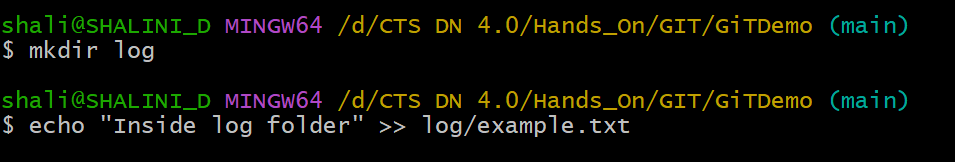 shali@SHALINI_D MINGW64 /d/CTS DN 4.0/Hands_On/GIT/GiTDemo (main)
$ mkdir log
shali@SHALINI_D MINGW64 /d/CTS DN 4.0/Hands_On/GIT/GiTDemo (main)
$ echo "Inside log folder" >> log/example.txt